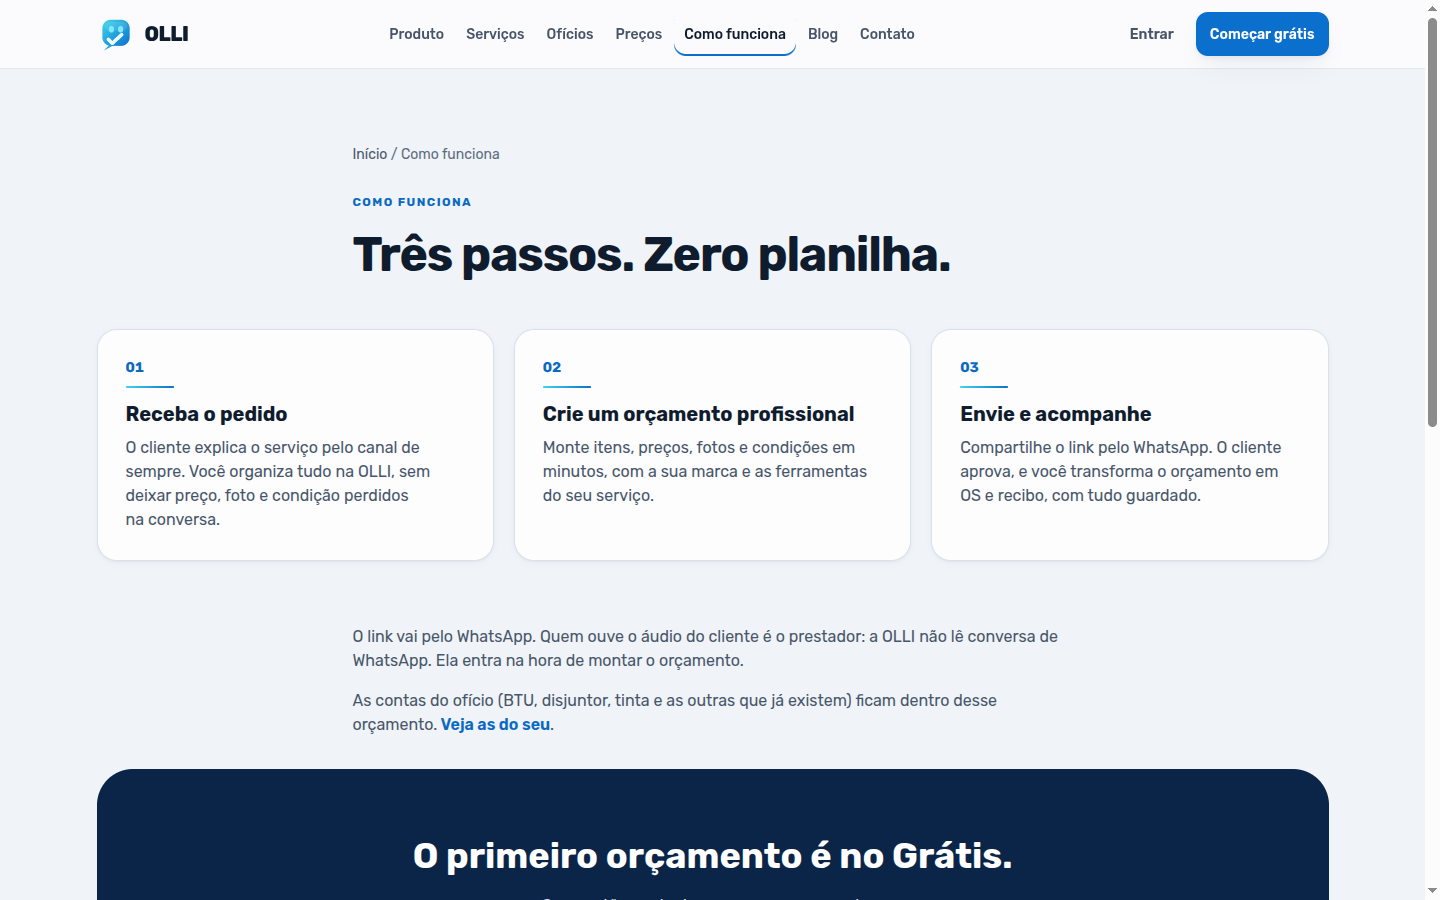 OLLI
Produto
Serviços
Ofícios
Preços
Como funciona
Blog
Contato
Entrar
Começar grátis
Início / Como funciona
COMO FUNCIONA
Três passos. Zero planilha.
01
Receba o pedido
O cliente explica o serviço pelo canal de
sempre. Você organiza tudo na OLLI, sem
deixar preço, foto e condição perdidos
na conversa.
02
Crie um orçamento profissional
Monte itens, preços, fotos e condições em
minutos, com a sua marca e as ferramentas
do seu serviço.
03
Envie e acompanhe
Compartilhe o link pelo WhatsApp. O cliente
aprova, e você transforma o orçamento em
OS e recibo, com tudo guardado.
O link vai pelo WhatsApp. Quem ouve o áudio do cliente é o prestador: a OLLI não lê conversa de
WhatsApp. Ela entra na hora de montar o orçamento.
As contas do ofício (BTU, disjuntor, tinta e as outras que já existem) ficam dentro desse
orçamento. Veja as do seu.
O primeiro orçamento é no Grátis.